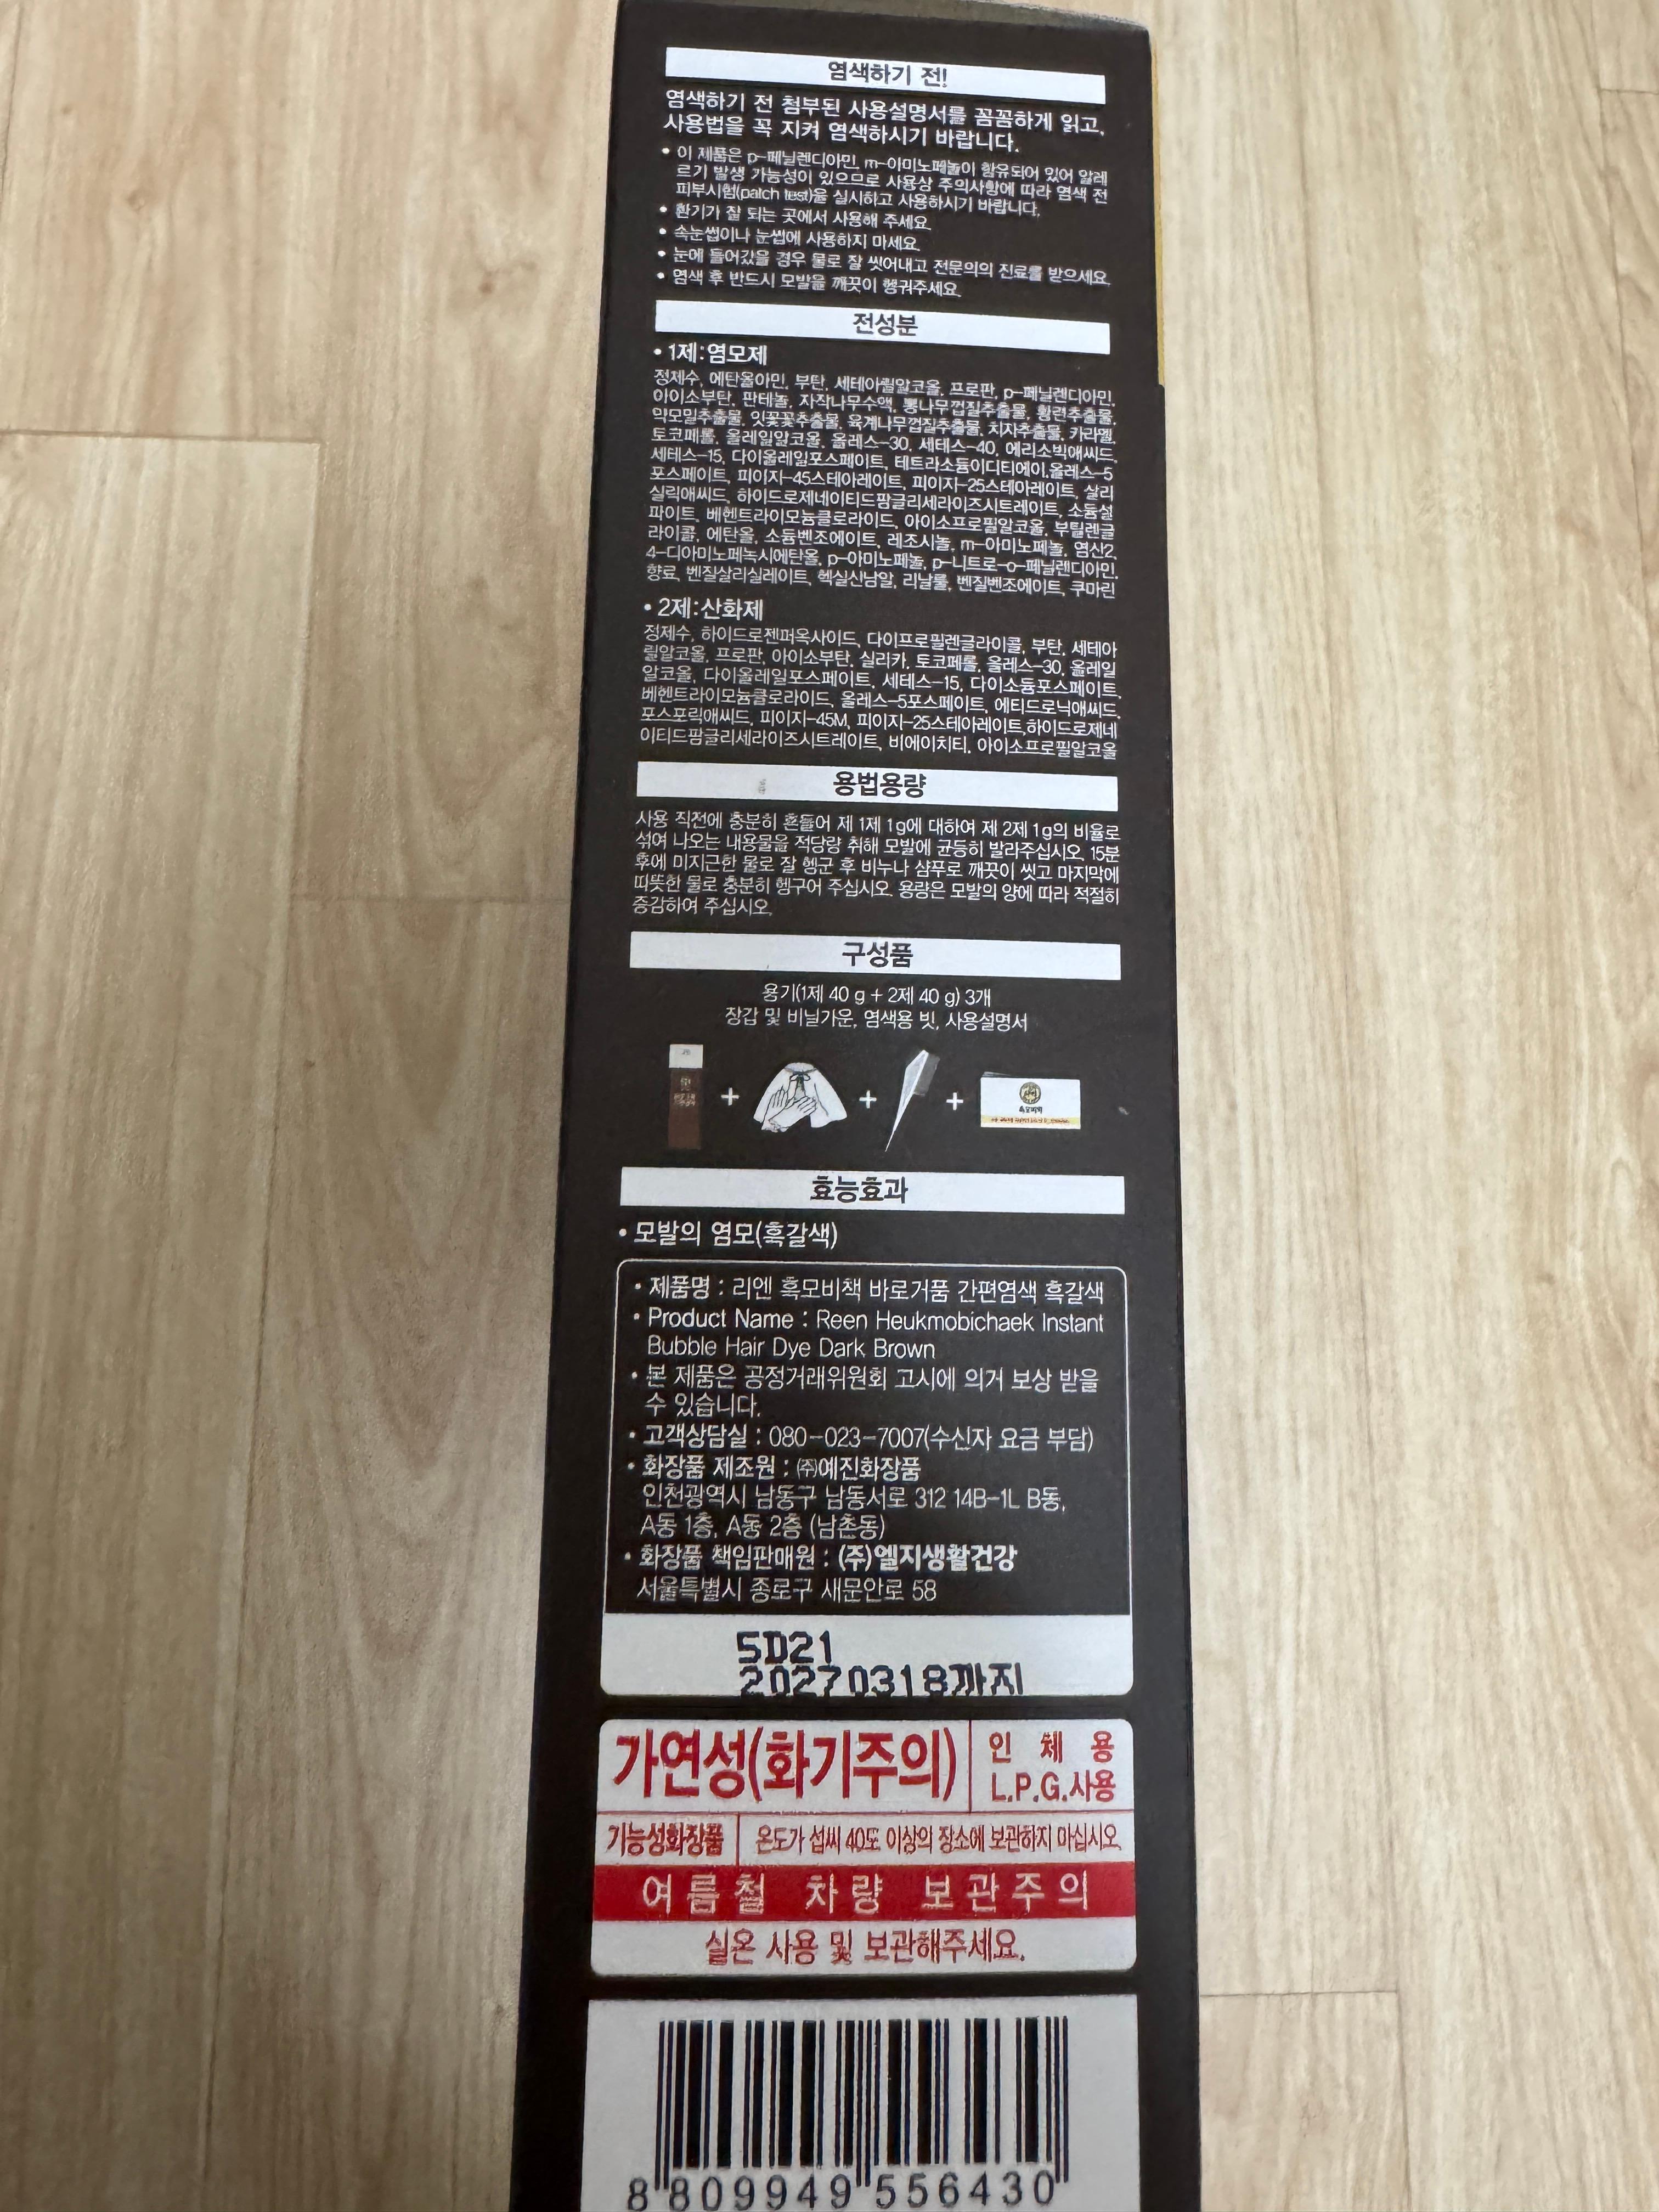 염색하기 전!
염색하기 전 첨부된 사용설명서를 꼼꼼하게 읽고,
사용법을 꼭 지켜 염색하시기 바랍니다.
• 이 제품은 p-페닐렌디아민, m-아미노페놀이 함유되어 있어 알레
르기 발생 가능성이 있으므로 사용상 주의사항에 따라 염색 전
피부시험(patch test)을 실시하고 사용하시기 바랍니다.
• 환기가 잘 되는 곳에서 사용해 주세요.
• 속눈썹이나 눈썹에 사용하지 마세요.
• 눈에 들어갔을 경우 물로 잘 씻어내고 전문의의 진료를 받으세요.
• 염색 후 반드시 모발을 깨끗이 헹궈주세요.
전성분
• 1제:염모제
정제수, 에탄올아민, 부탄, 세테아릴알코올, 프로판, p-페닐렌디아민,
아이소부탄, 판테놀, 자작나무수액, 뽕나무껍질추출물, 황련추출물,
익모밀추출물, 잇꽃꽃추출물, 육계나무껍질추출물, 치자추출물, 카라멜,
토코페롤, 올레일알코올, 올레스-30, 세테스-40, 에리소빅애씨드,
세테스-15, 다이올레일포스페이트, 테트라소듐이디티에이,올레스-5
포스페이트, 피이지-45스테아레이트, 피이지-25스테아레이트, 살리
실릭애씨드, 하이드로제네이티드팜글리세라이즈시트레이트, 소듐설
파이트, 베헨트라이모늄클로라이드, 아이소프로필알코올, 부틸렌글
라이콜, 에탄올, 소듐벤조에이트, 레조시놀, m-아미노페놀, 염산2,
4-디아미노페녹시에탄올, p-아미노페놀, p-니트로-o-페닐렌디아민,
향료, 벤질살리실레이트, 헥실신남알, 리날룰, 벤질벤조에이트, 쿠마린
• 2제:산화제
정제수, 하이드로젠퍼옥사이드, 다이프로필렌글라이콜, 부탄, 세테아
릴알코올, 프로판, 아이소부탄, 실리카, 토코페롤, 올레스-30, 올레일
알코올, 다이올레일포스페이트, 세테스-15, 다이소듐포스페이트,
베헨트라이모늄클로라이드, 올레스-5포스페이트, 에티드로닉애씨드,
포스포릭애씨드, 피이지-45M, 피이지-25스테아레이트,하이드로제네
이티드팜글리세라이즈시트레이트, 비에이치티, 아이소프로필알코올
용법용량
사용 직전에 충분히 흔들어 제 1제 1g에 대하여 제 2제 1g의 비율로
섞여 나오는 내용물을 적당량 취해 모발에 균등히 발라주십시오. 15분
후에 미지근한 물로 잘 헹군 후 비누나 샴푸로 깨끗이 씻고 마지막에
따뜻한 물로 충분히 헹구어 주십시오. 용량은 모발의 양에 따라 적절히
증감하여 주십시오.
구성품
용기(1제 40 g + 2제 40 g) 3개
장갑 및 비닐가운, 염색용 빗, 사용설명서
+ + +
효능효과
• 모발의 염모(흑갈색)
• 제품명 : 리엔 흑모비책 바로거품 간편염색 흑갈색
• Product Name : Reen Heukmobichaek Instant
Bubble Hair Dye Dark Brown
• 본 제품은 공정거래위원회 고시에 의거 보상 받을
수 있습니다.
• 고객상담실 : 080-023-7007(수신자 요금 부담)
• 화장품 제조원 : ㈜예진화장품
인천광역시 남동구 남동서로 312 14B-1L B동,
A동 1층, A동 2층 (남촌동)
• 화장품 책임판매원 : (주)엘지생활건강
서울특별시 종로구 새문안로 58
5D21
20270318까지
가연성(화기주의)
인 체 용
L.P.G.사용
기능성화장품
온도가 섭씨 40도 이상의 장소에 보관하지 마십시오
여름철 차량 보관주의
실온 사용 및 보관해주세요.
8 809949 556430